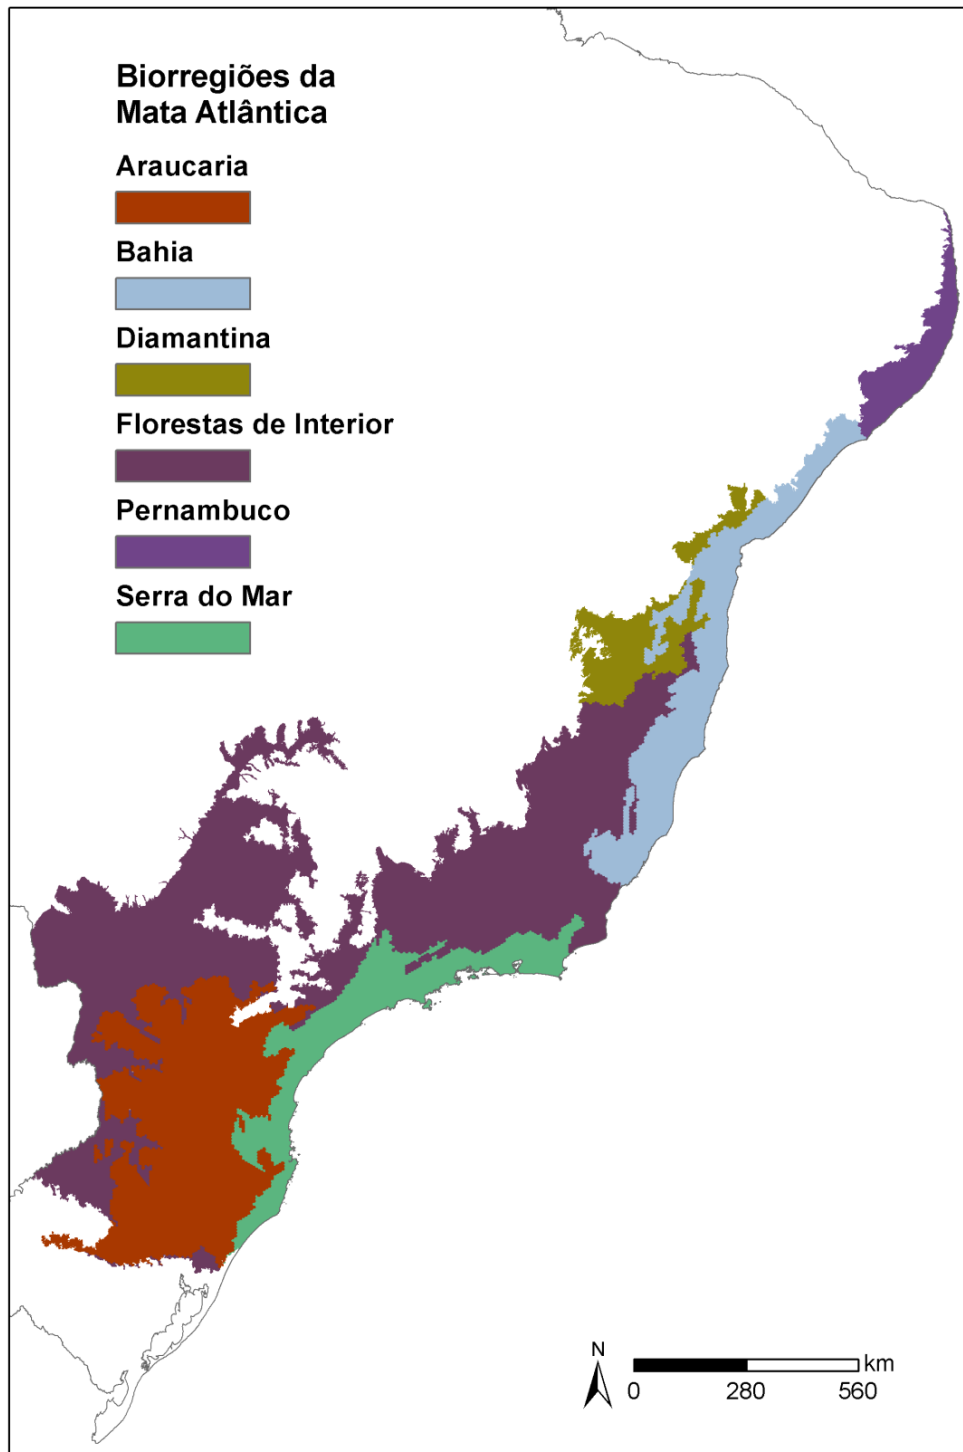 Biorregiões da
Mata Atlântica
Araucaria
Bahia
Diamantina
Florestas de Interior
Pernambuco
Serra do Mar
N
km
0 280 560